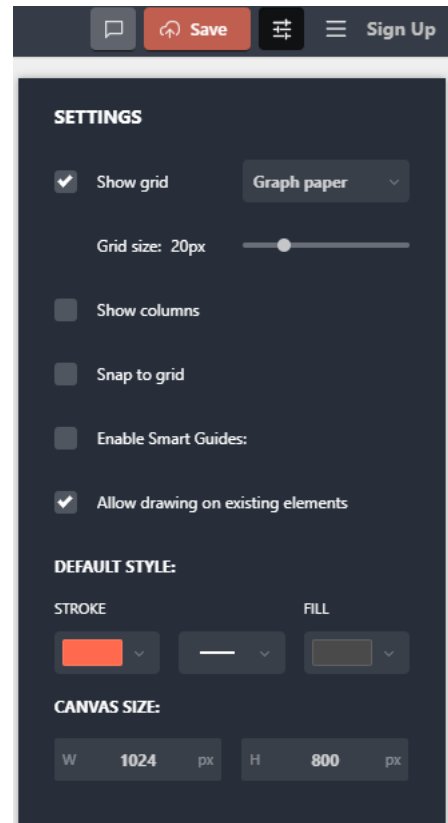 Save Sign Up
SETTINGS
Show grid Graph paper
Grid size: 20px
Show columns
Snap to grid
Enable Smart Guides:
Allow drawing on existing elements
DEFAULT STYLE:
STROKE FILL
CANVAS SIZE:
W 1024 px H 800 px